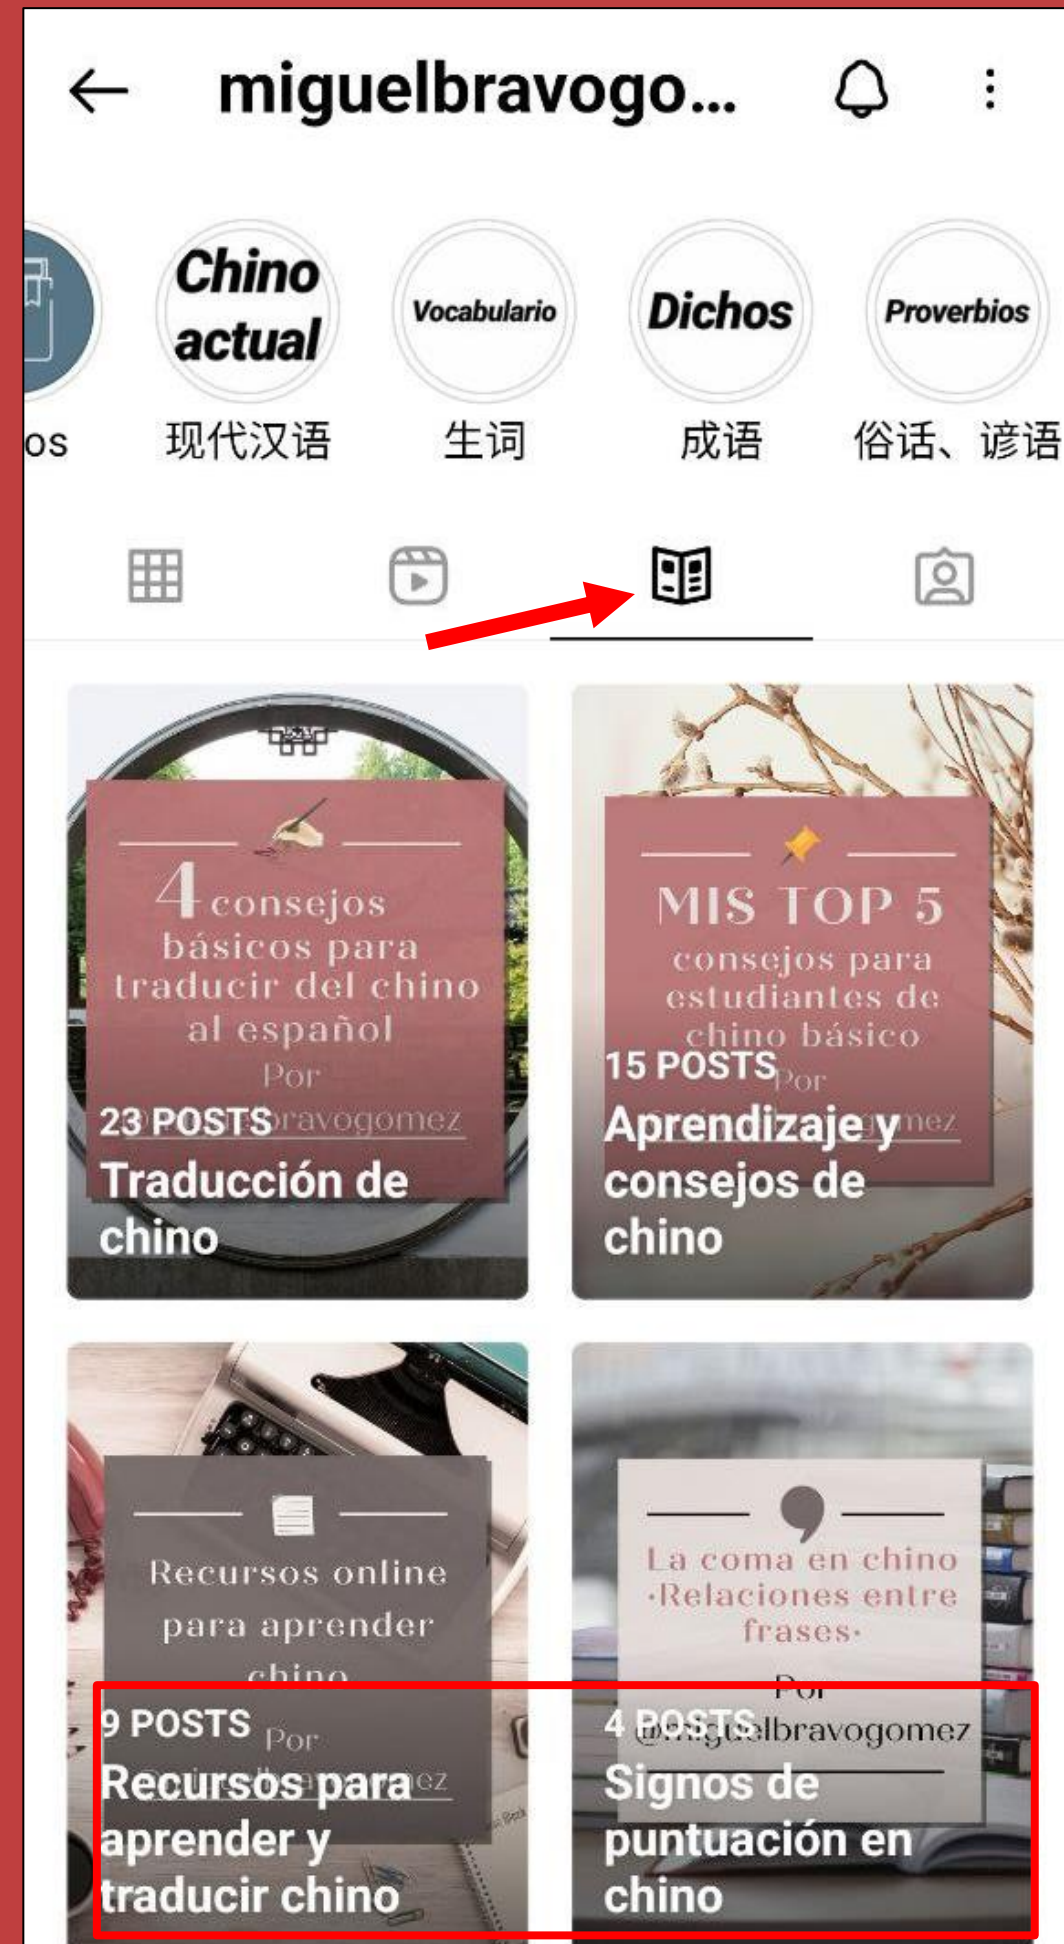 miguelbravogo...
Chino
actual
Vocabulario
Dichos
Proverbios
os
现代汉语
生词
成语
俗话、谚语
4 consejos
básicos para
traducir del chino
al español
Por
23 POSTS
bravogomez
Traducción de
chino
MIS TOP 5
consejos para
estudiantes de
chino básico
15 POSTS
Por
Aprendizaje y
consejos de
chino
Recursos online
para aprender
chino
9 POSTS
Por
Recursos para
aprender y
traducir chino
La coma en chino
·Relaciones entre
frases·
Por
4 POSTS
@miguelbravogomez
Signos de
puntuación en
chino